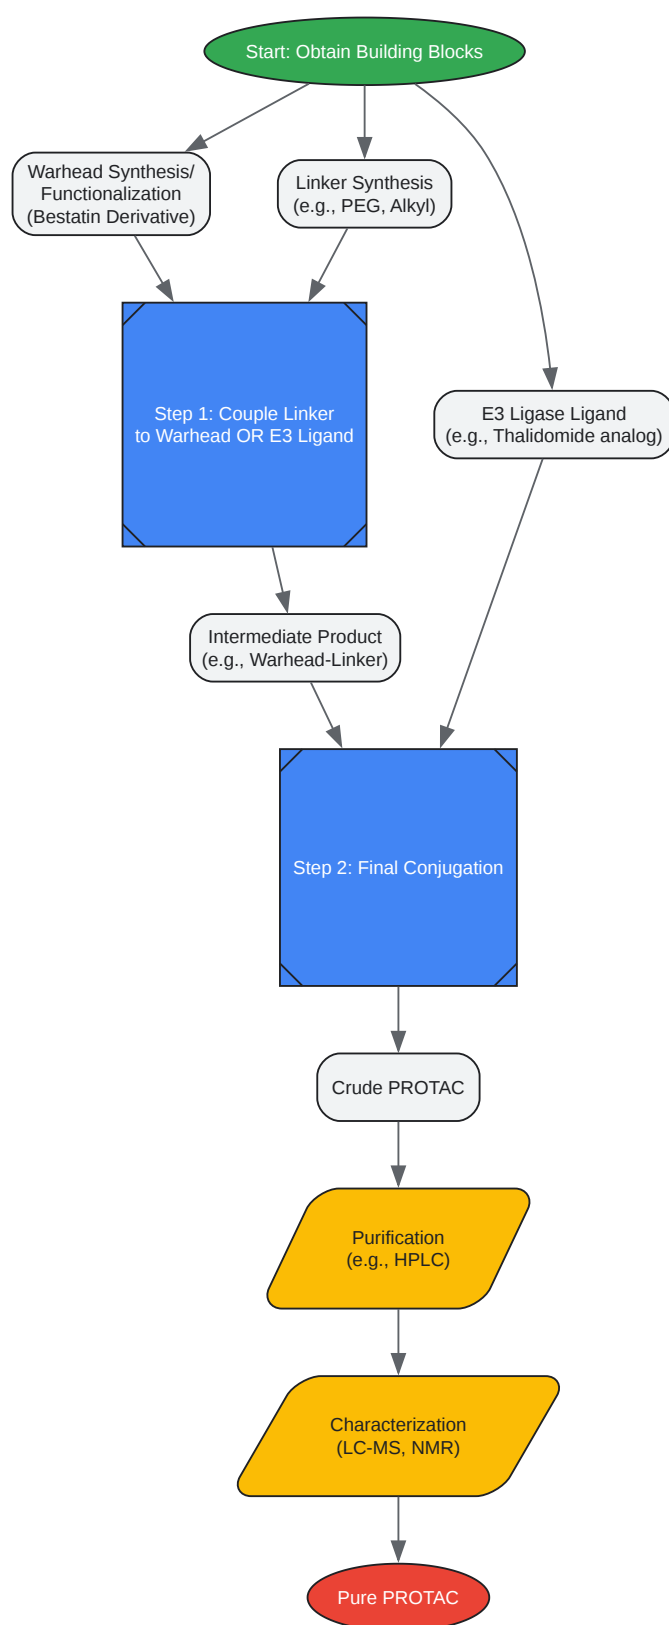 Start: Obtain Building Blocks
Warhead Synthesis/
Functionalization
(Bestatin Derivative)
Linker Synthesis
(e.g., PEG, Alkyl)
Step 1: Couple Linker
to Warhead OR E3 Ligand
E3 Ligase Ligand
(e.g., Thalidomide analog)
Intermediate Product
(e.g., Warhead-Linker)
Step 2: Final Conjugation
Crude PROTAC
Purification
(e.g., HPLC)
Characterization
(LC-MS, NMR)
Pure PROTAC